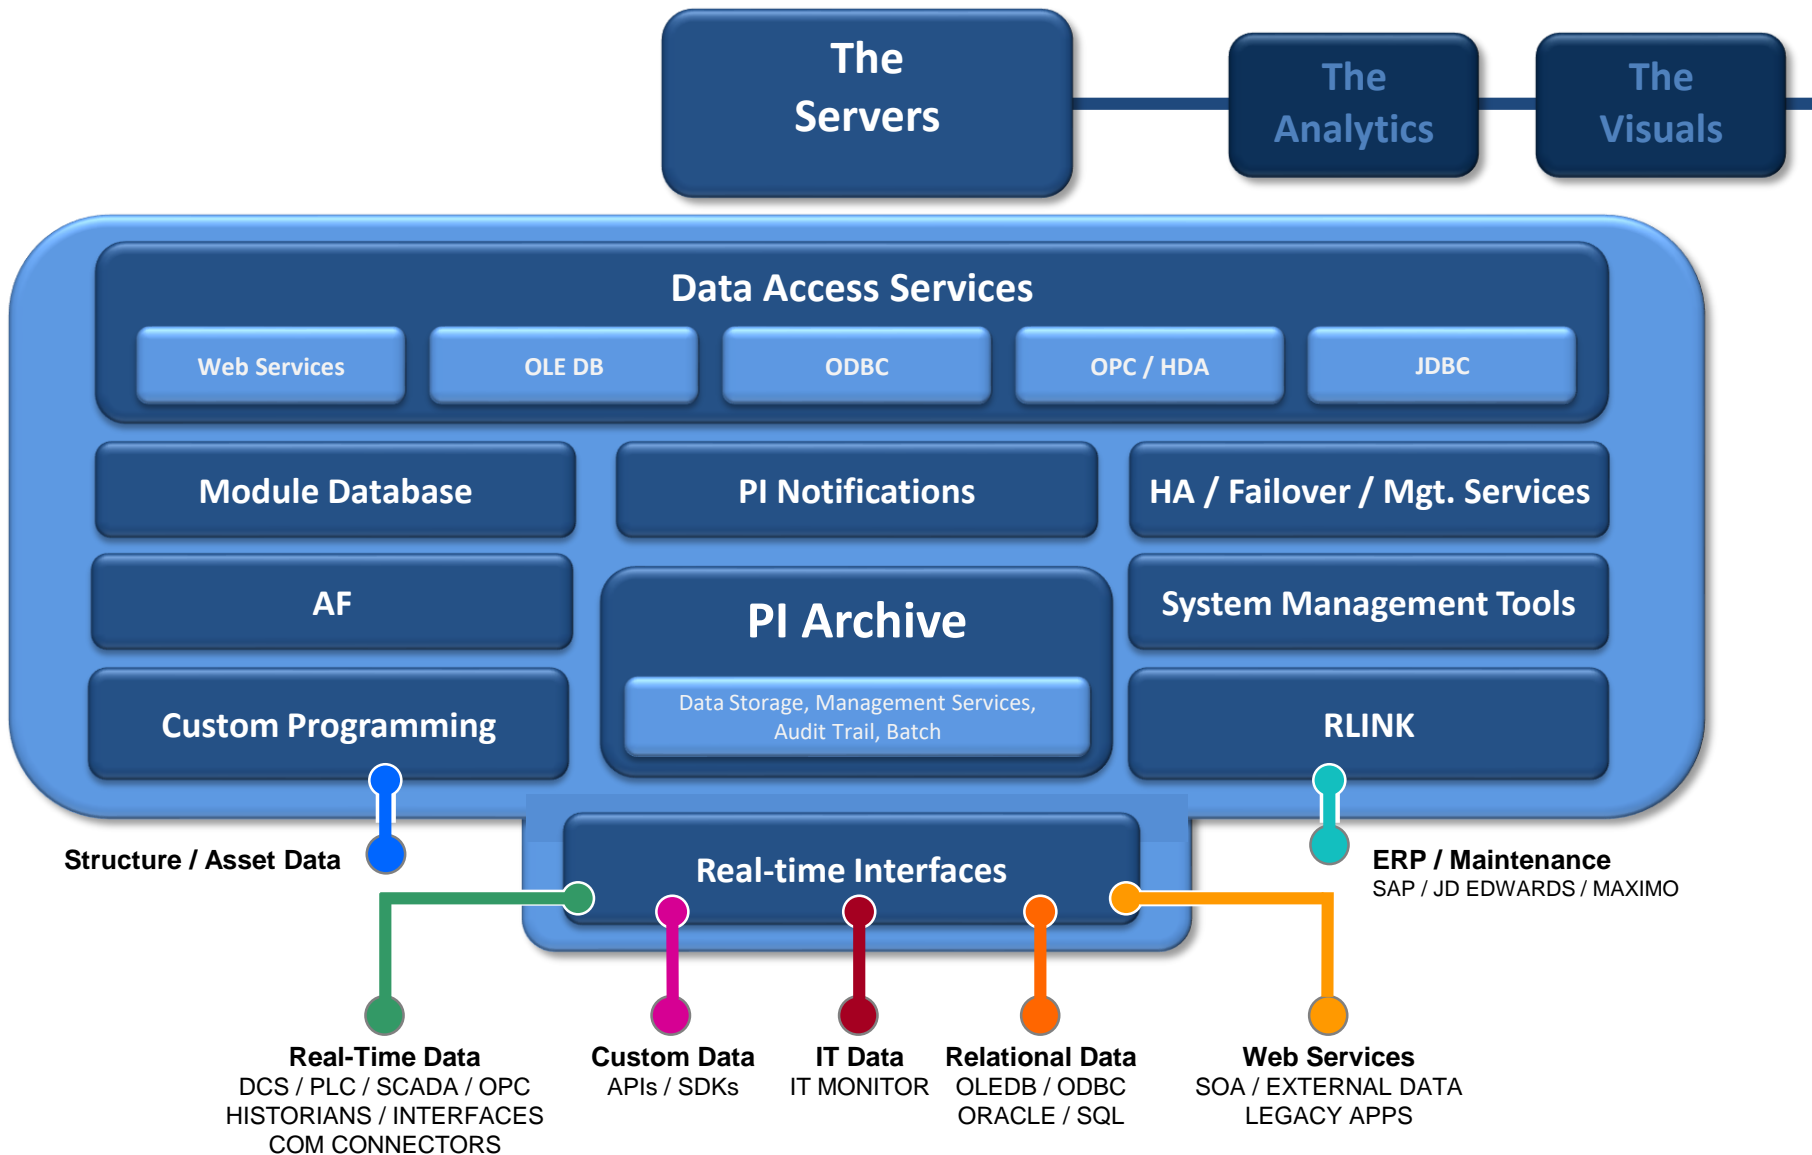 The
Servers
The
Analytics
The
Visuals
Data Access Services
Web Services
OLE DB
ODBC
OPC / HDA
JDBC
Module Database
PI Notifications
HA / Failover / Mgt. Services
AF
PI Archive
System Management Tools
Data Storage, Management Services,
Audit Trail, Batch
Custom Programming
RLINK
Structure / Asset Data
Real-time Interfaces
ERP / Maintenance
SAP / JD EDWARDS / MAXIMO
Real-Time Data
DCS / PLC / SCADA / OPC
HISTORIANS / INTERFACES
COM CONNECTORS
Custom Data
APIs / SDKs
IT Data
IT MONITOR
Relational Data
OLEDB / ODBC
ORACLE / SQL
Web Services
SOA / EXTERNAL DATA
LEGACY APPS